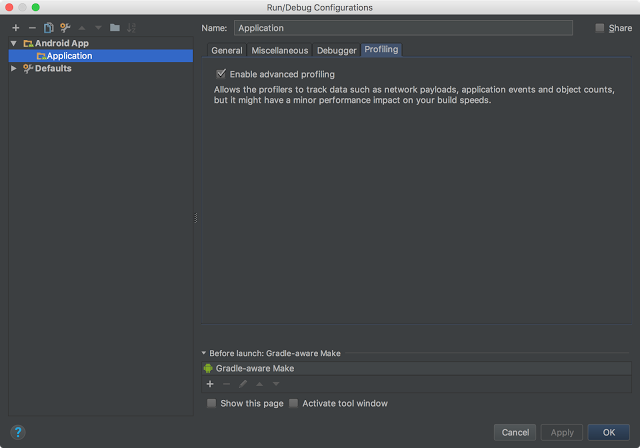 Run/Debug Configurations
Name: Application Share
Android App
Application
Defaults
General Miscellaneous Debugger Profiling
Enable advanced profiling
Allows the profilers to track data such as network payloads, application events and object counts,
but it might have a minor performance impact on your build speeds.
Before launch: Gradle-aware Make
Gradle-aware Make
Show this page Activate tool window
? Cancel Apply OK